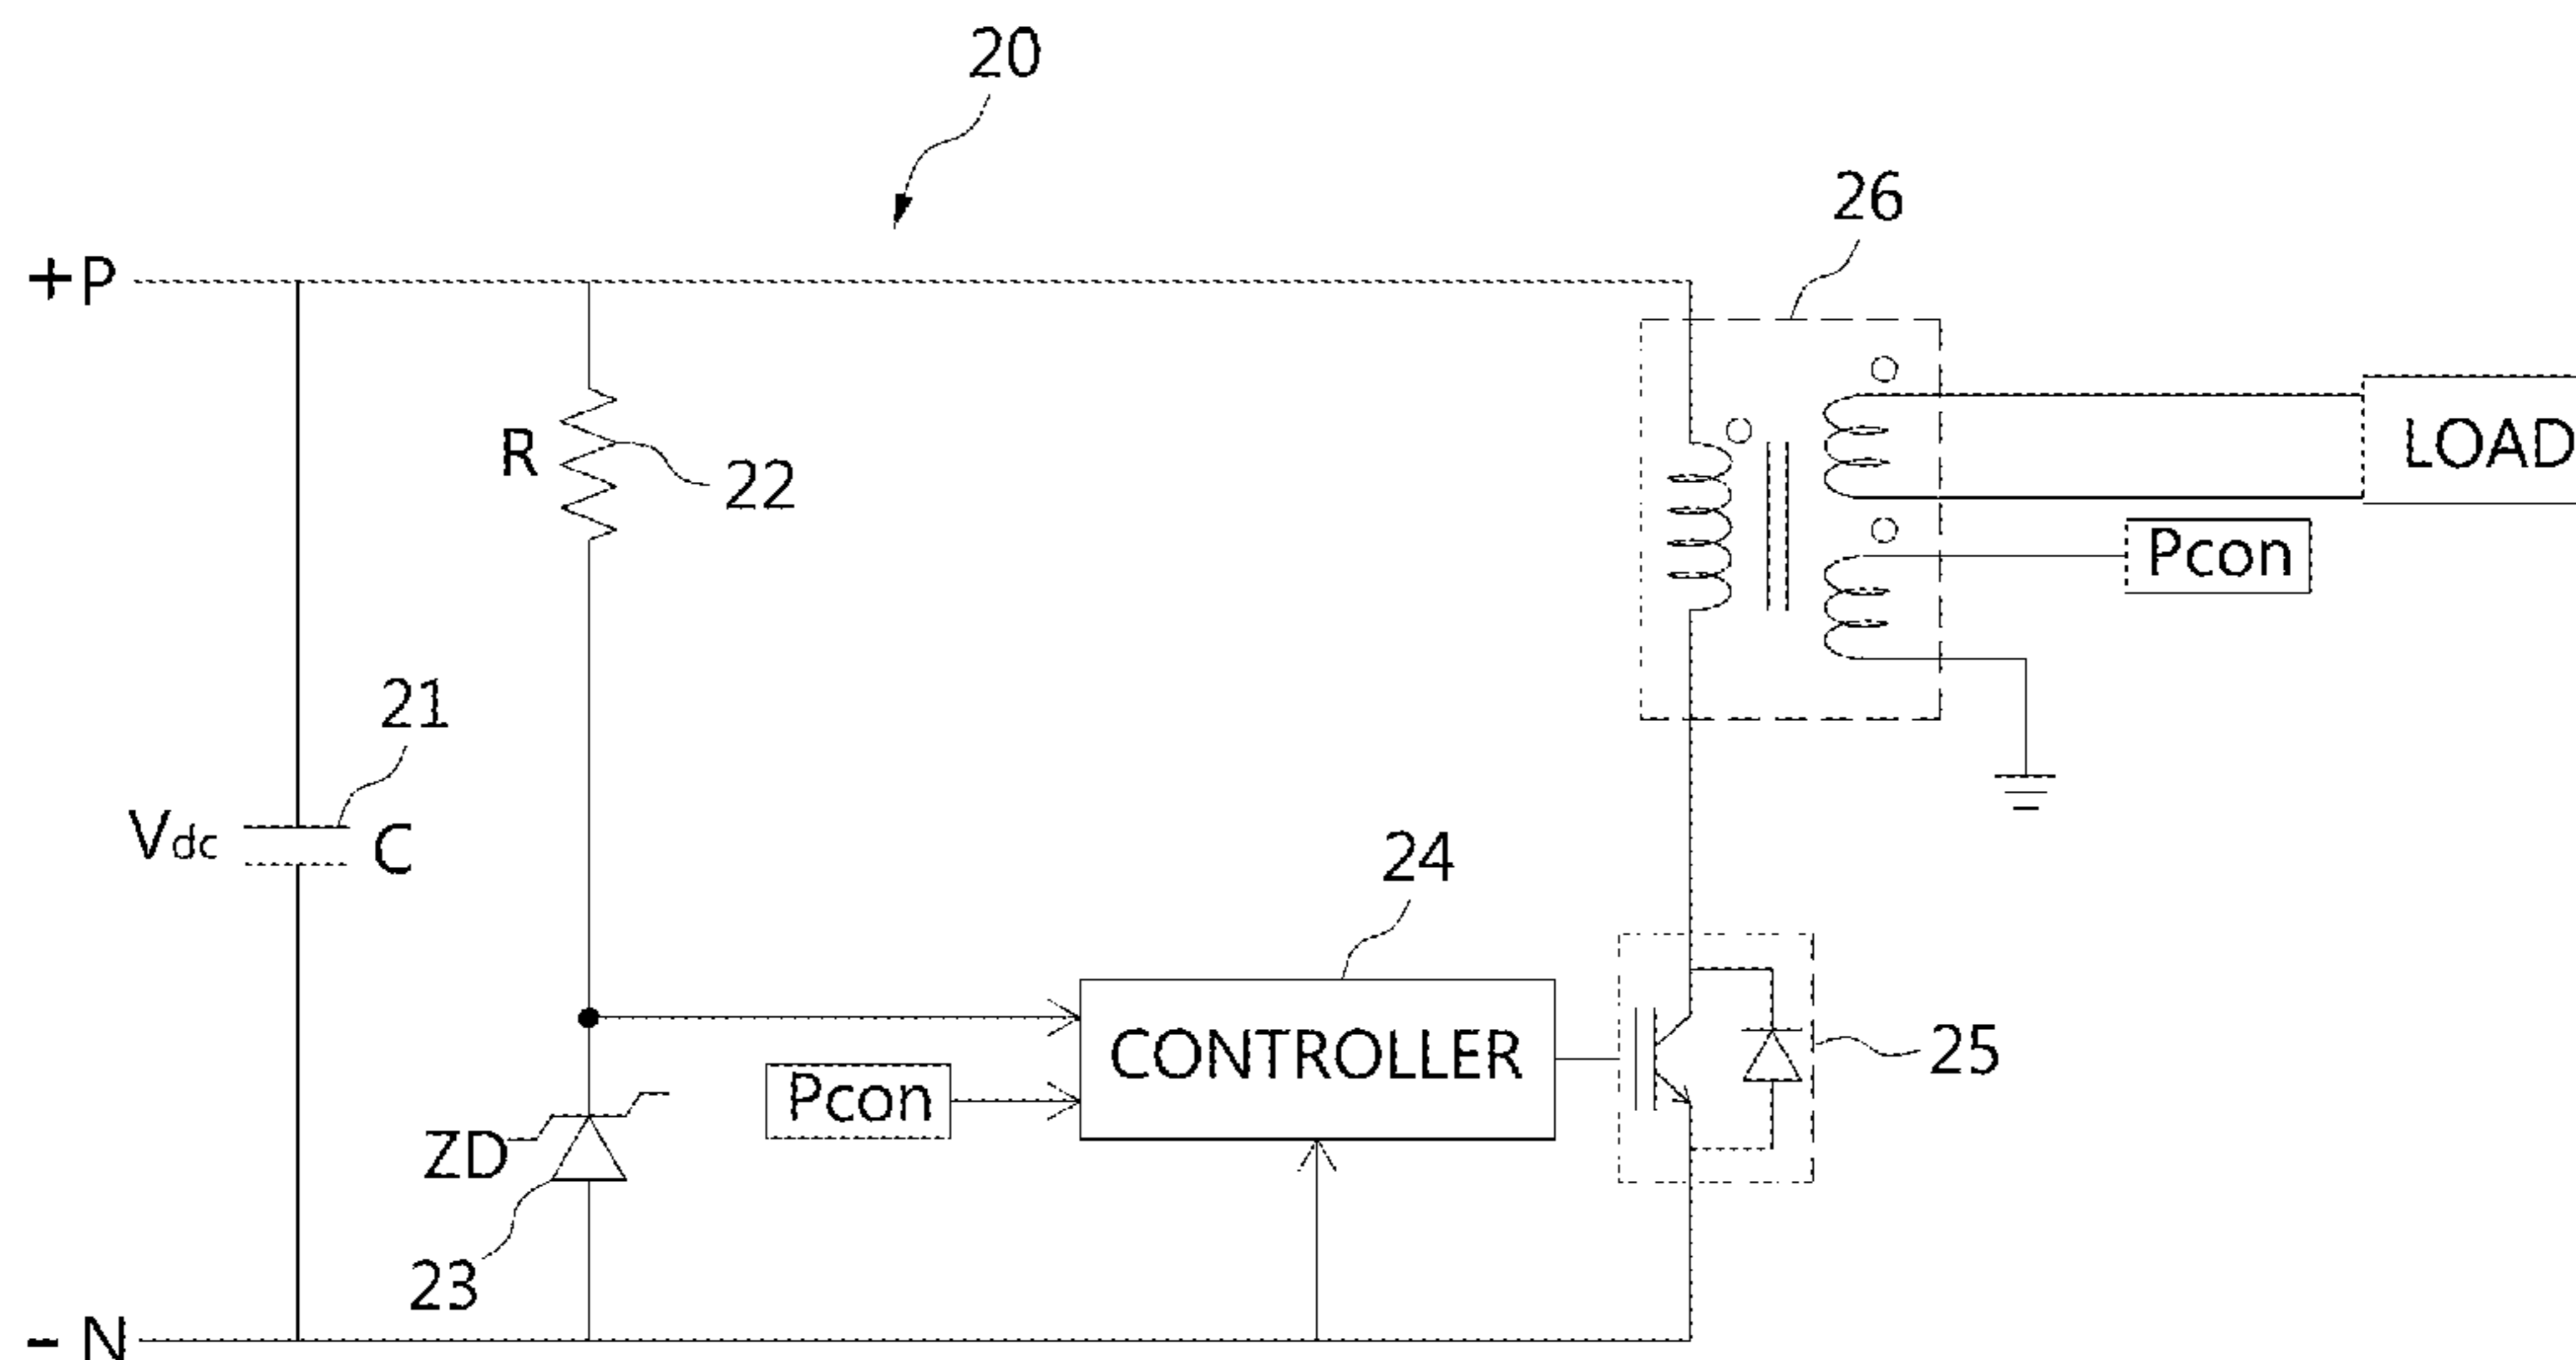 20
26
+P
R
22
LOAD
Pcon
21
Vdc
C
24
CONTROLLER
25
Pcon
ZD
23
- N